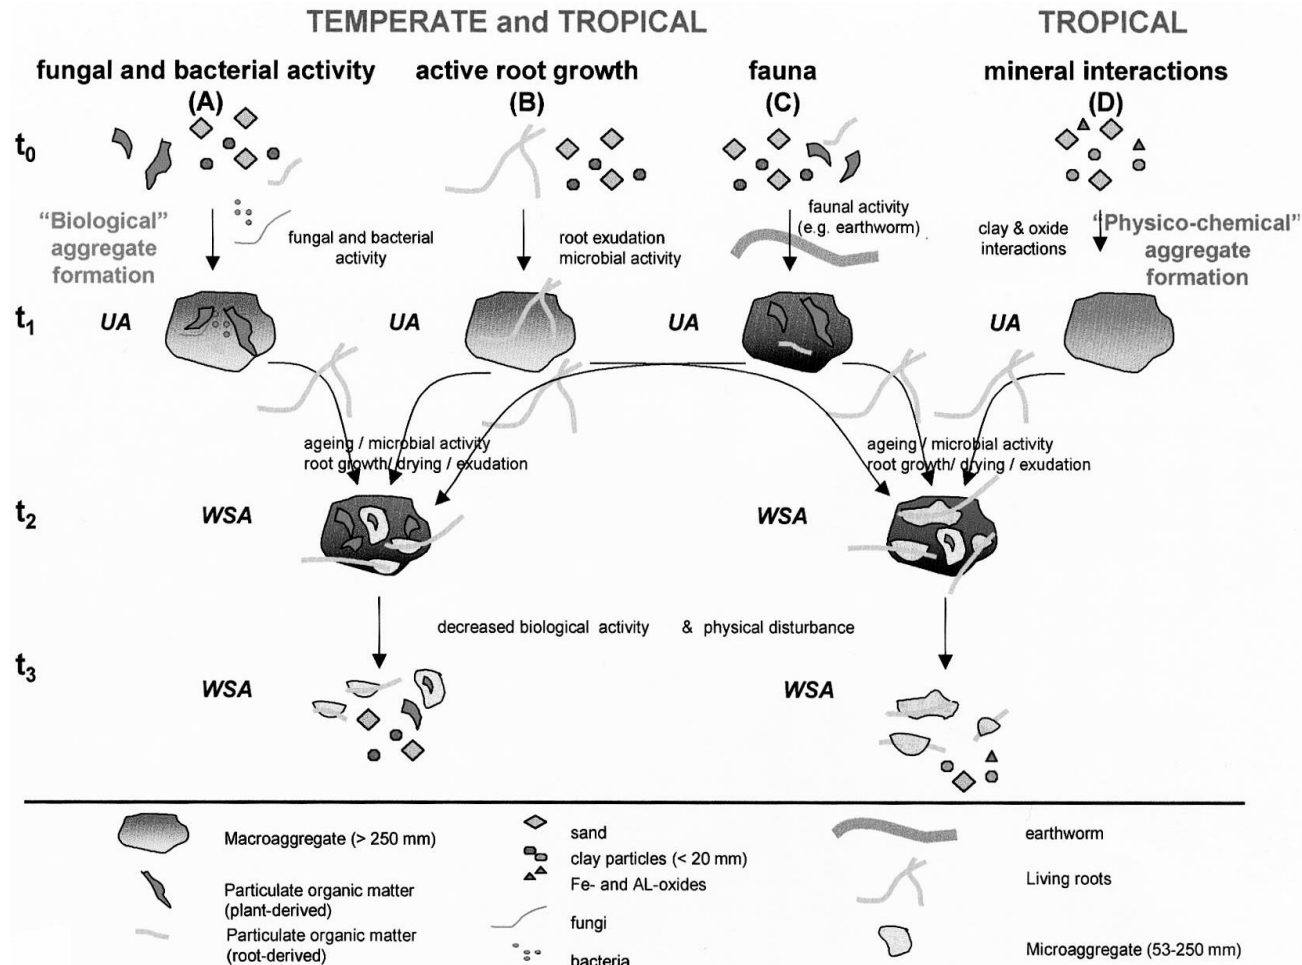 TEMPERATE and TROPICAL
TROPICAL
fungal and bacterial activity
(A)
active root growth
(B)
fauna
(C)
mineral interactions
(D)
t0
"Biological"
aggregate
formation
fungal and bacterial
activity
root exudation
microbial activity
faunal activity
(e.g. earthworm)
clay & oxide
interactions
"Physico-chemical"
aggregate
formation
t1
UA
UA
UA
UA
ageing / microbial activity
root growth/ drying / exudation
ageing / microbial activity
root growth/ drying / exudation
t2
WSA
WSA
decreased biological activity & physical disturbance
t3
WSA
WSA
Macroaggregate (> 250 mm)
Particulate organic matter
(plant-derived)
Particulate organic matter
(root-derived)
sand
clay particles (< 20 mm)
Fe- and AL-oxides
fungi
bacteria
earthworm
Living roots
Microaggregate (53-250 mm)